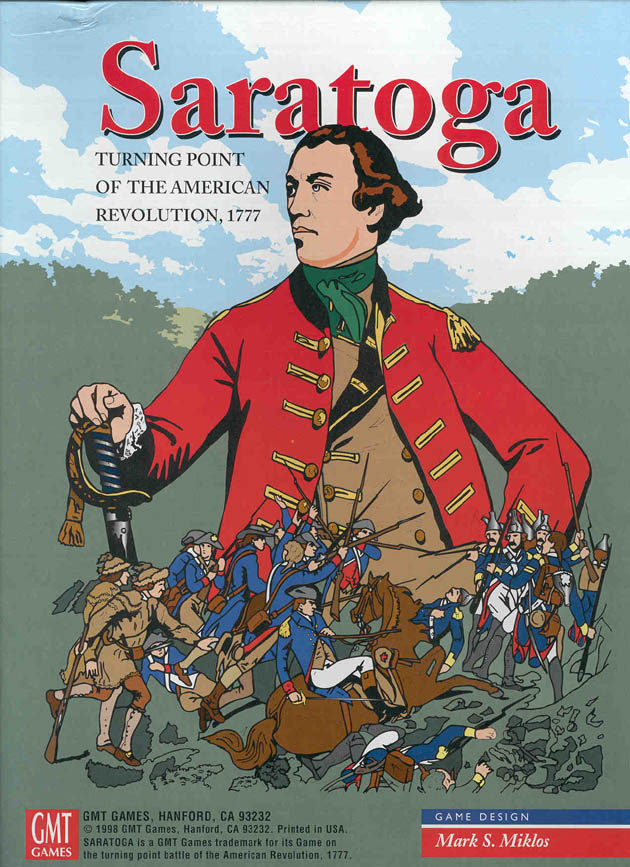 Saratoga
TURNING POINT
OF THE AMERICAN
REVOLUTION, 1777
GMT
GAMES
GMT GAMES, HANFORD, CA 93232
© 1998 GMT Games, Hanford, CA 93232. Printed in USA.
SARATOGA is a GMT Games trademark for its Game on
the turning point battle of the American Revolution, 1777.
GAME DESIGN
Mark S. Miklos